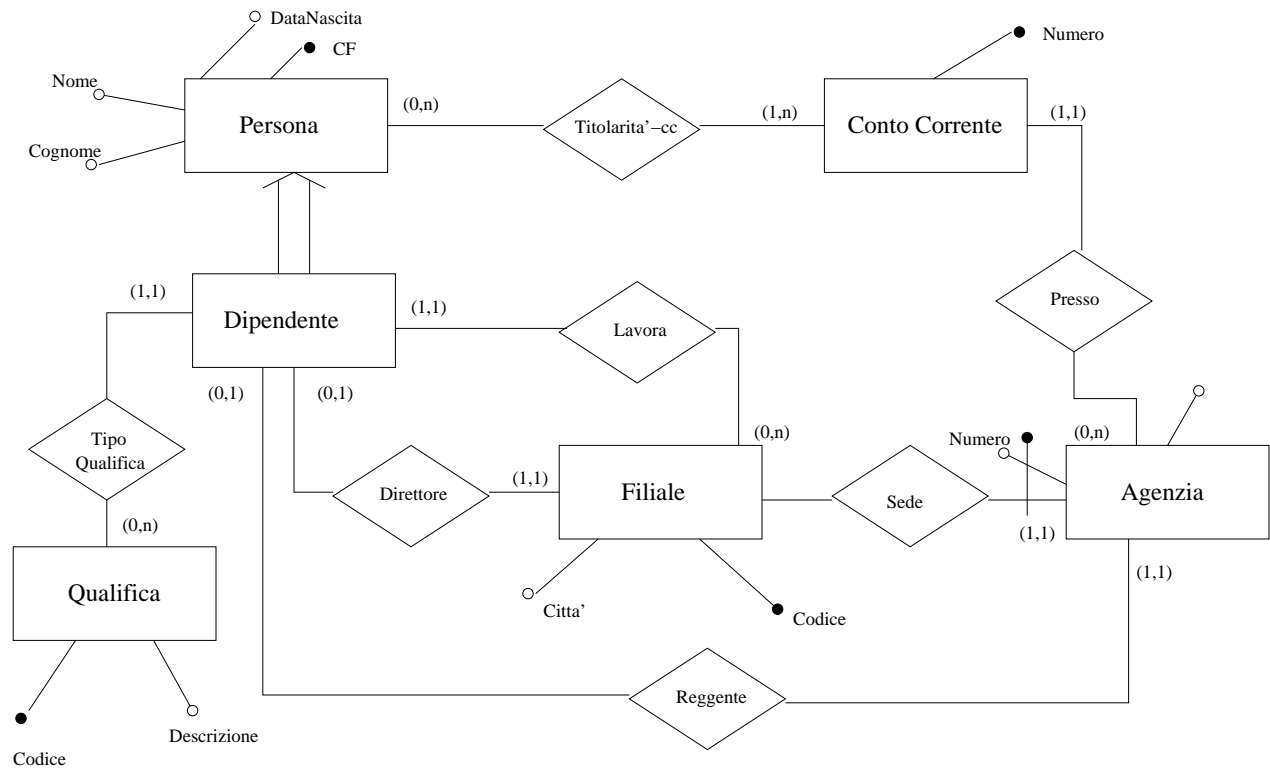 DataNascita
CF
Numero
Nome
(0,n)
(1,n)
(1,1)
Persona
Titolarita'−cc
Conto Corrente
Cognome
(1,1)
(1,1)
Presso
Dipendente
Lavora
(0,1)
(0,1)
Tipo
Qualifica
(0,n)
Numero
(0,n)
Direttore
(1,1)
Filiale
Sede
Agenzia
(0,n)
(1,1)
(1,1)
Qualifica
Citta'
Codice
Reggente
Descrizione
Codice